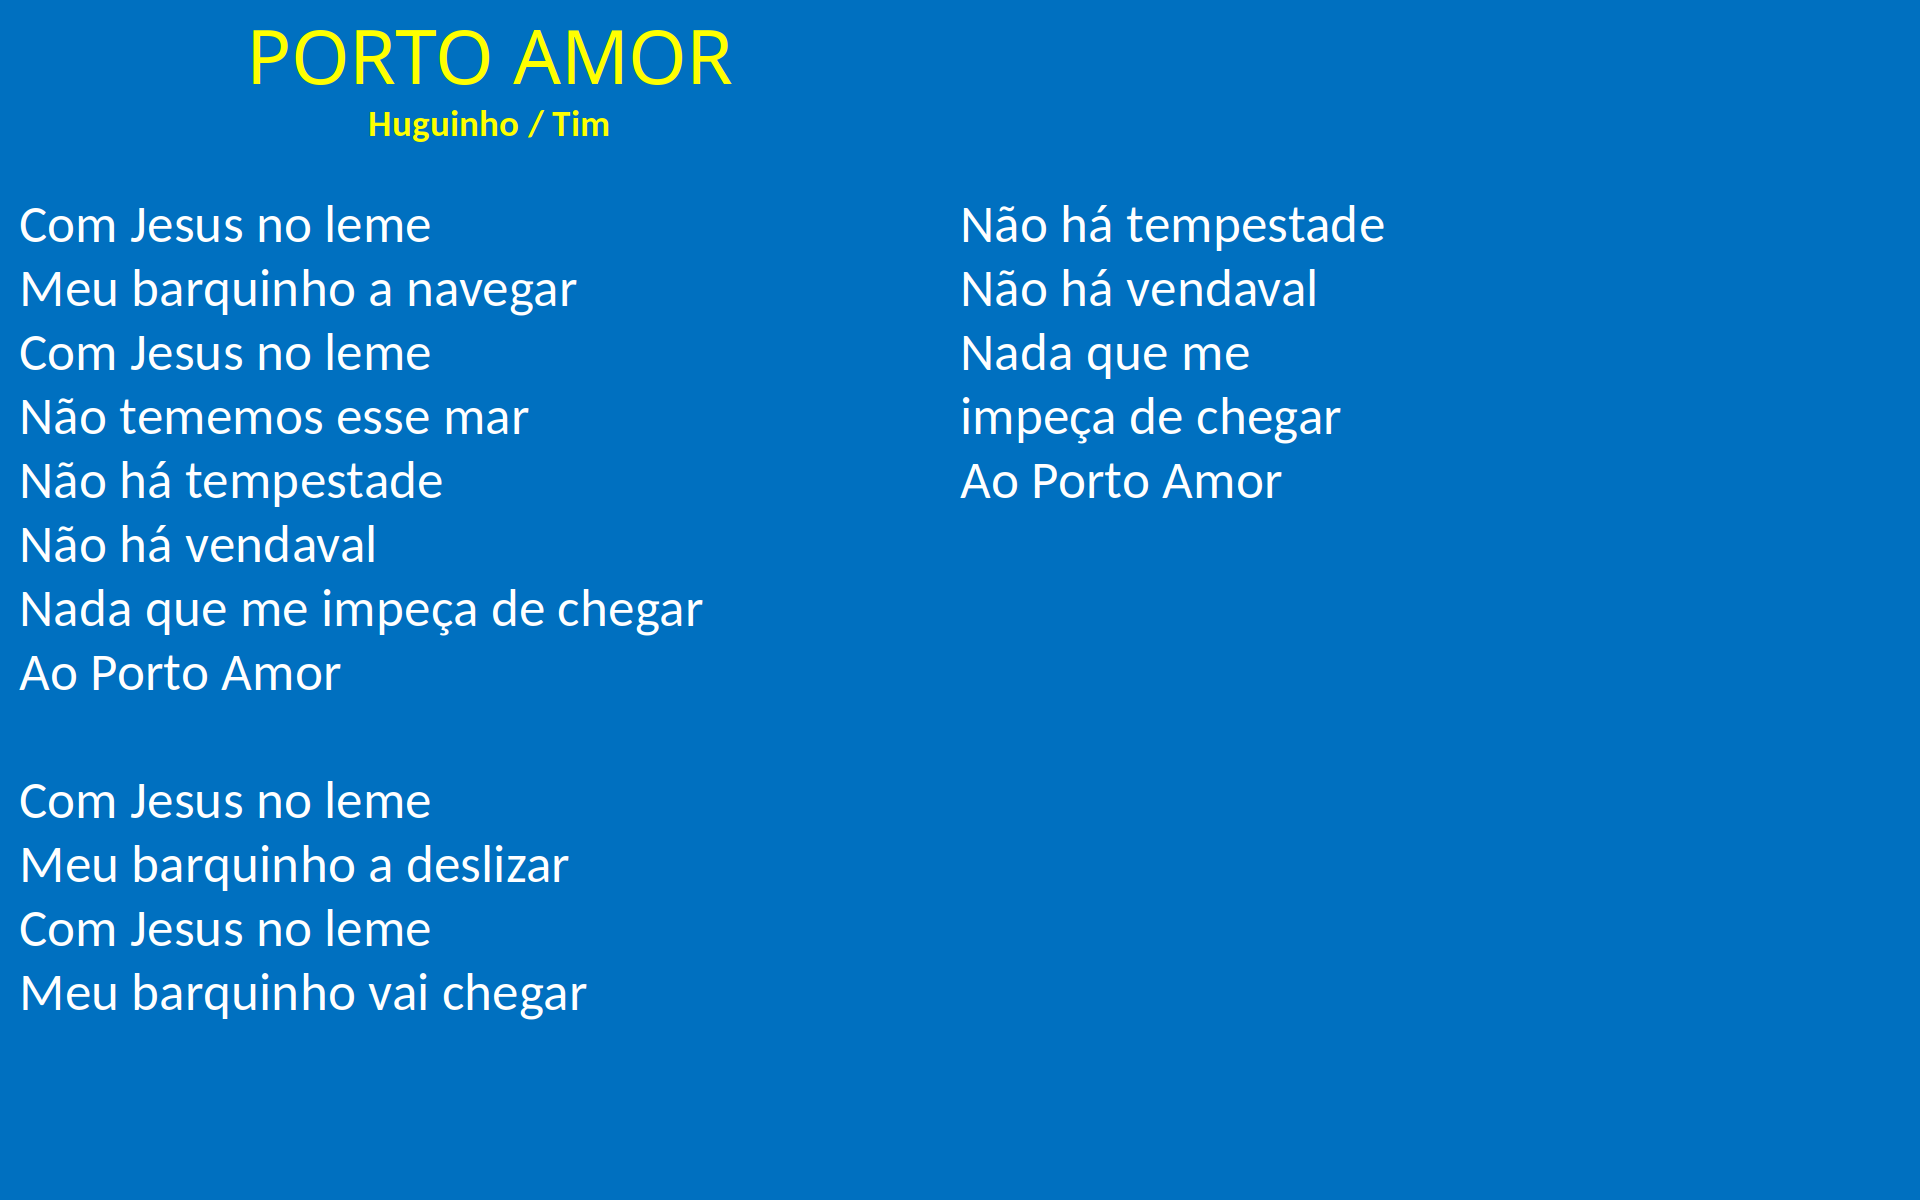 PORTO AMOR
Huguinho / Tim
Com Jesus no leme
Meu barquinho a navegar
Com Jesus no leme
Não tememos esse mar
Não há tempestade
Não há vendaval
Nada que me impeça de chegar
Ao Porto Amor
Com Jesus no leme
Meu barquinho a deslizar
Com Jesus no leme
Meu barquinho vai chegar
Não há tempestade
Não há vendaval
Nada que me
impeça de chegar
Ao Porto Amor